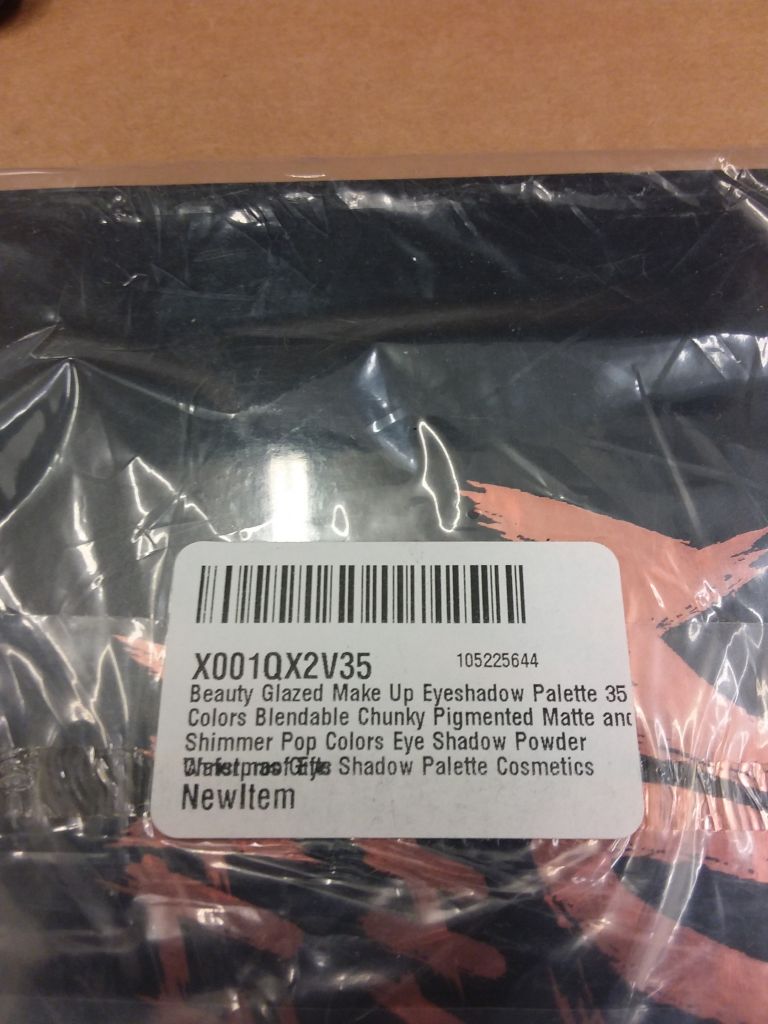 X001QX2V35 105225644
Beauty Glazed Make Up Eyeshadow Palette 35
Colors Blendable Chunky Pigmented Matte and
Shimmer Pop Colors Eye Shadow Powder
Shadow Palette Cosmetics
NewItem